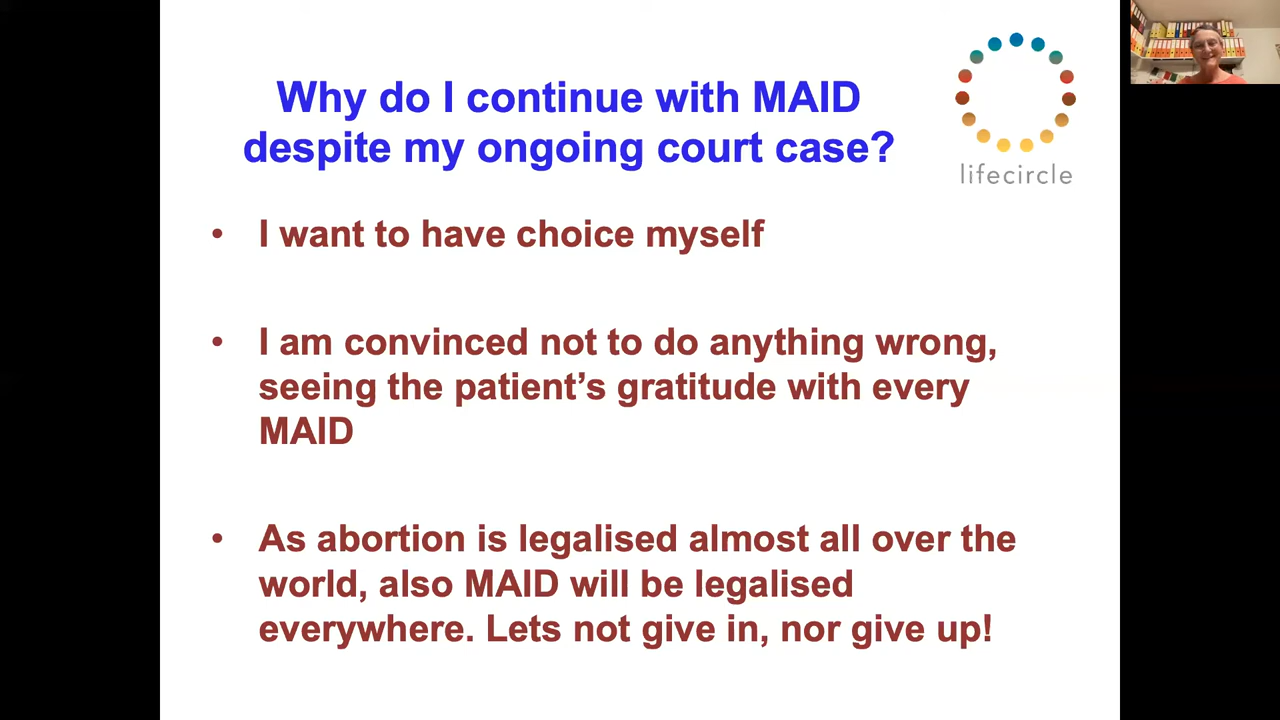 Why do I continue with MAID
despite my ongoing court case?
lifecircle
• I want to have choice myself
• I am convinced not to do anything wrong,
seeing the patient’s gratitude with every
MAID
• As abortion is legalised almost all over the
world, also MAID will be legalised
everywhere. Lets not give in, nor give up!